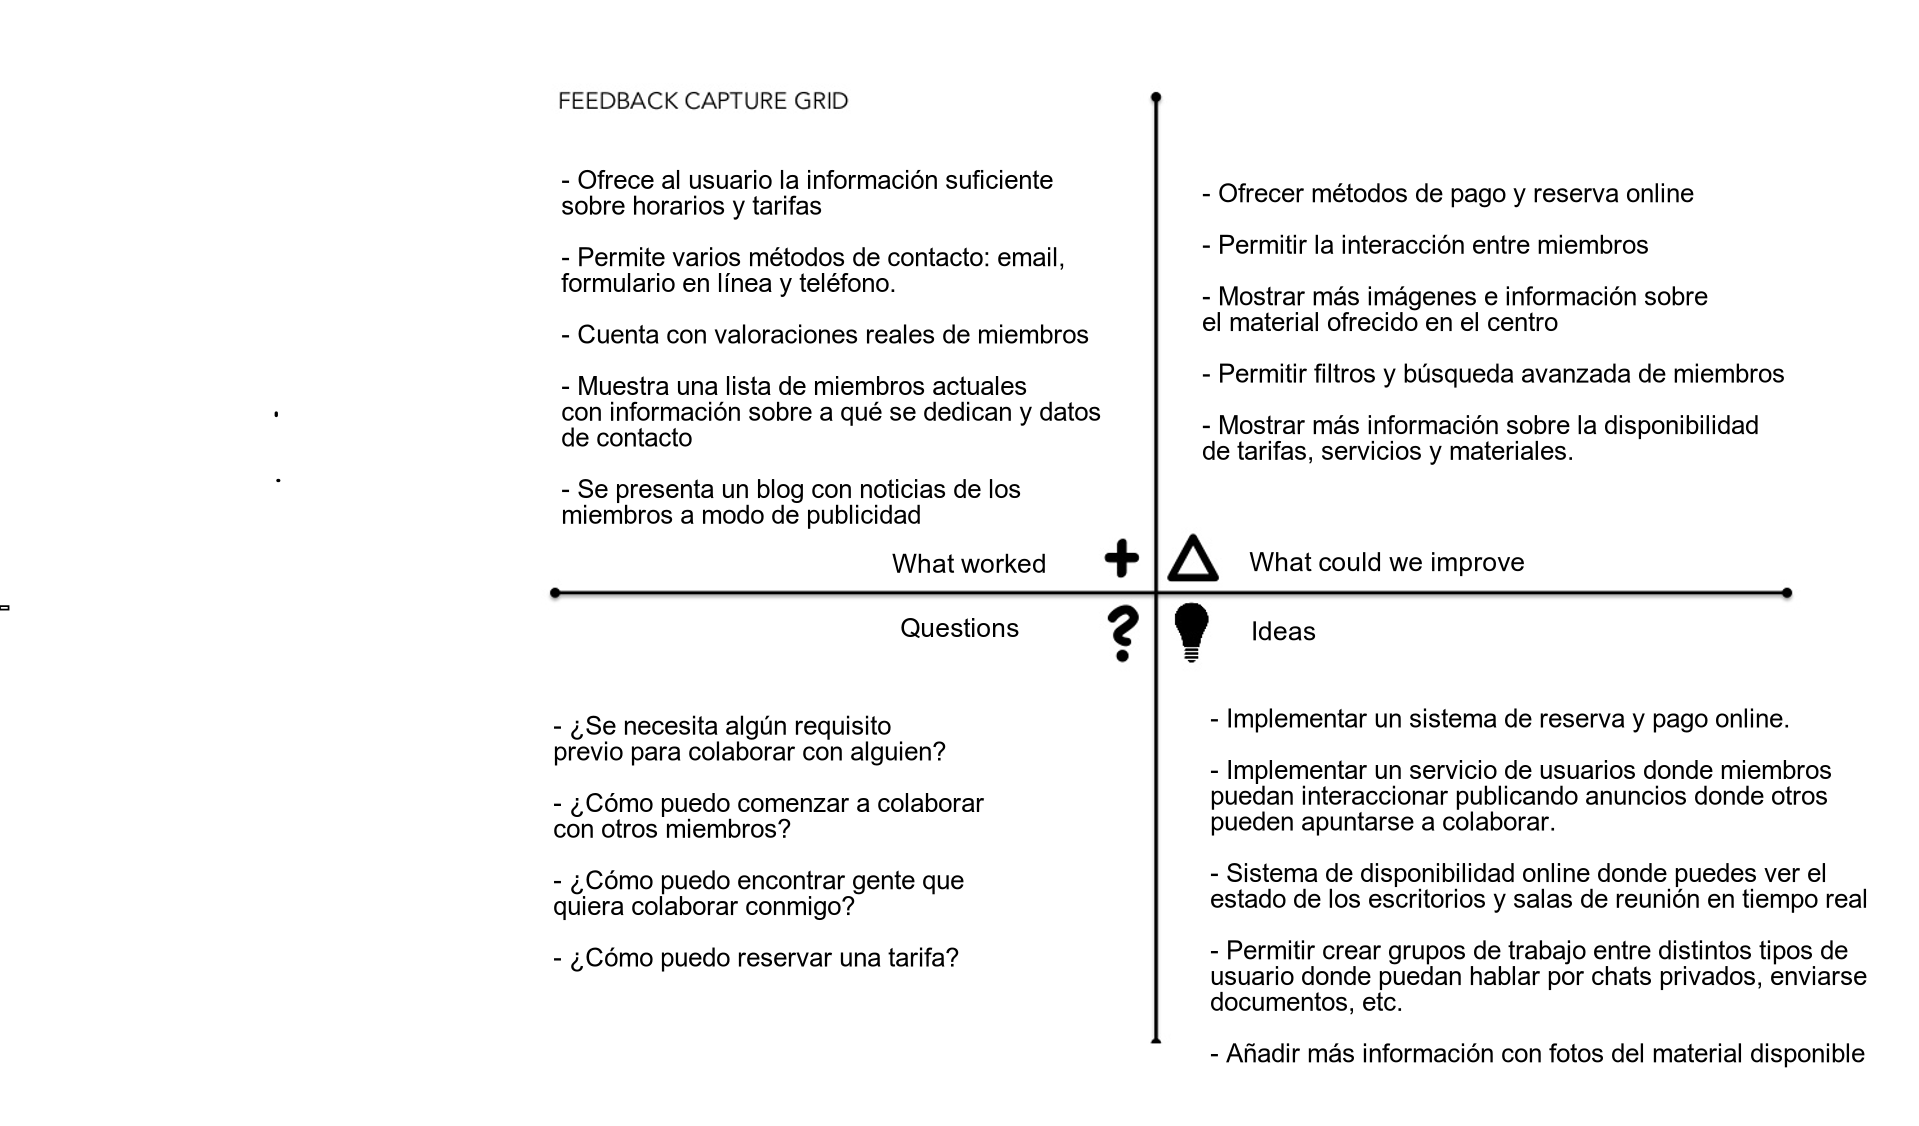 FEEDBACK CAPTURE GRID
- Ofrece al usuario la información suficiente
sobre horarios y tarifas
- Permite varios métodos de contacto: email,
formulario en línea y teléfono.
- Cuenta con valoraciones reales de miembros
- Muestra una lista de miembros actuales
con información sobre a qué se dedican y datos
de contacto
- Se presenta un blog con noticias de los
miembros a modo de publicidad
What worked
- Ofrecer métodos de pago y reserva online
- Permitir la interacción entre miembros
- Mostrar más imágenes e información sobre
el material ofrecido en el centro
- Permitir filtros y búsqueda avanzada de miembros
- Mostrar más información sobre la disponibilidad
de tarifas, servicios y materiales.
What could we improve
Questions
- ¿Se necesita algún requisito
previo para colaborar con alguien?
- ¿Cómo puedo comenzar a colaborar
con otros miembros?
- ¿Cómo puedo encontrar gente que
quiera colaborar conmigo?
- ¿Cómo puedo reservar una tarifa?
Ideas
- Implementar un sistema de reserva y pago online.
- Implementar un servicio de usuarios donde miembros
puedan interaccionar publicando anuncios donde otros
pueden apuntarse a colaborar.
- Sistema de disponibilidad online donde puedes ver el
estado de los escritorios y salas de reunión en tiempo real
- Permitir crear grupos de trabajo entre distintos tipos de
usuario donde puedan hablar por chats privados, enviarse
documentos, etc.
- Añadir más información con fotos del material disponible